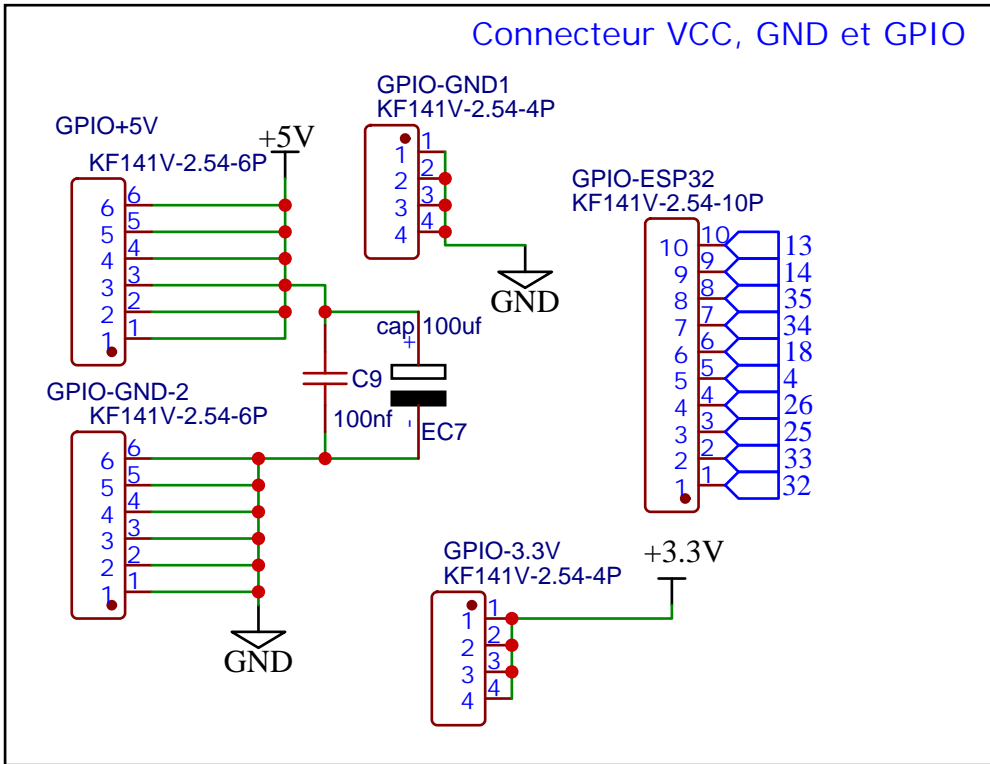 Connecteur VCC, GND et GPIO
GPIO+5V
KF141V-2.54-6P
+5V
6 6
5 5
4 4
3 3
2 2
1 1
GPIO-GND1
KF141V-2.54-4P
1 1
2 2
3 3
4 4
GND
GPIO-ESP32
KF141V-2.54-10P
10 10 13
9 9 14
8 8 35
7 7 34
6 6 18
5 5 4
4 4 26
3 3 25
2 2 33
1 1 32
cap 100uf
+
C9
100nf
-
EC7
GPIO-GND-2
KF141V-2.54-6P
6 6
5 5
4 4
3 3
2 2
1 1
GND
GPIO-3.3V
KF141V-2.54-4P
+3.3V
1 1
2 2
3 3
4 4